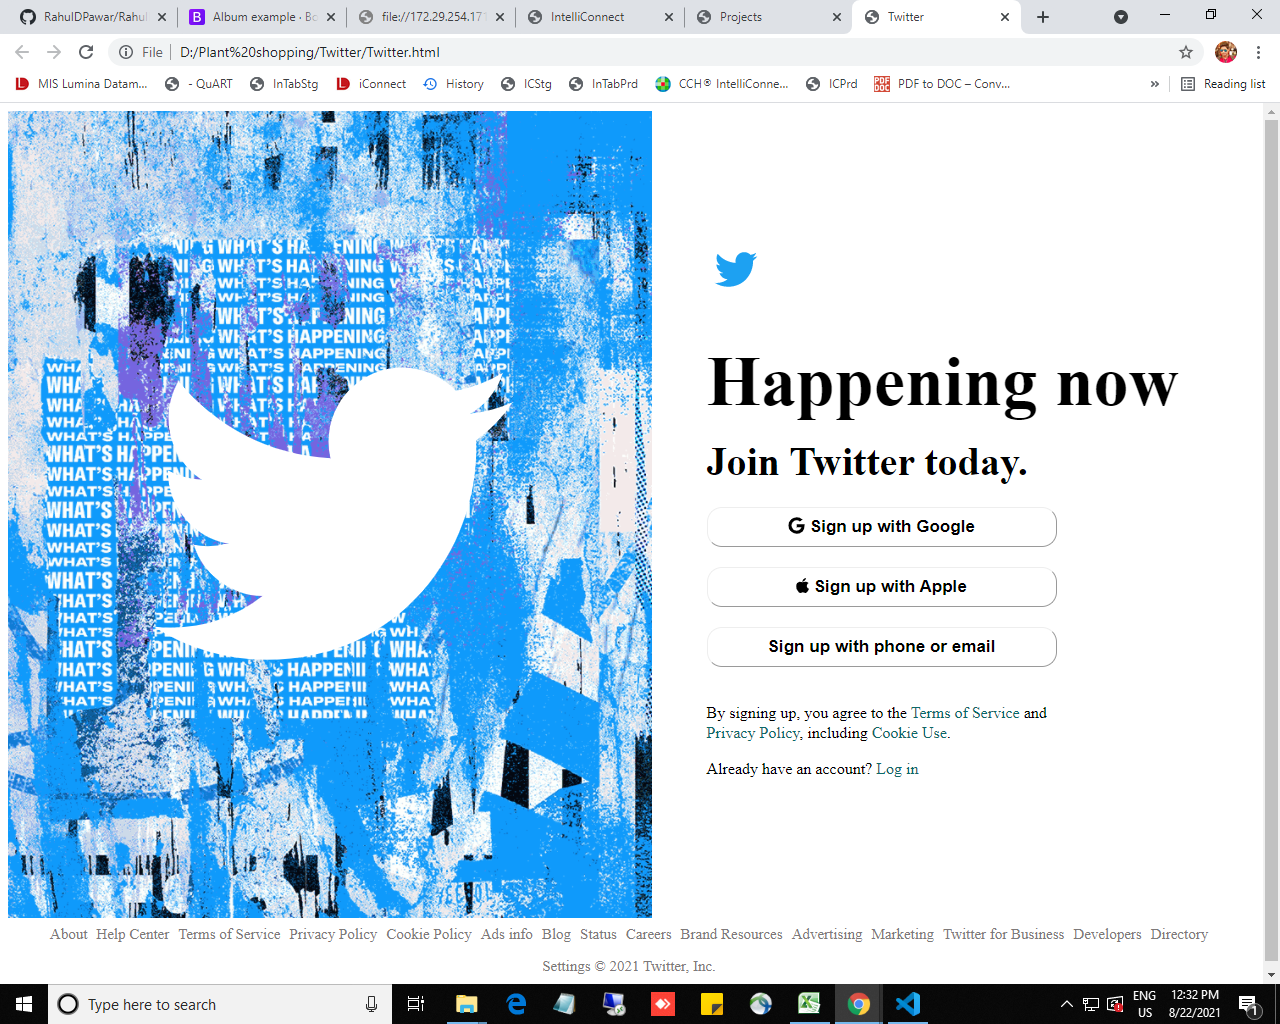 RahulDPawar/Rahul
Album example · Bo
file://172.29.254.171
IntelliConnect
Projects
Twitter
File
D:/Plant%20shopping/Twitter/Twitter.html
MIS Lumina Datam...
- QuART
InTabStg
iConnect
History
ICStg
InTabPrd
CCH® IntelliConne...
ICPrd
PDF to DOC – Conv...
»
Reading list
WHAT'S HAPPENING
Happening now
Join Twitter today.
Sign up with Google
Sign up with Apple
Sign up with phone or email
By signing up, you agree to the Terms of Service and
Privacy Policy, including Cookie Use.
Already have an account? Log in
About Help Center Terms of Service Privacy Policy Cookie Policy Ads info Blog Status Careers Brand Resources Advertising Marketing Twitter for Business Developers Directory
Settings © 2021 Twitter, Inc.
Type here to search
ENG
US
12:32 PM
8/22/2021
1